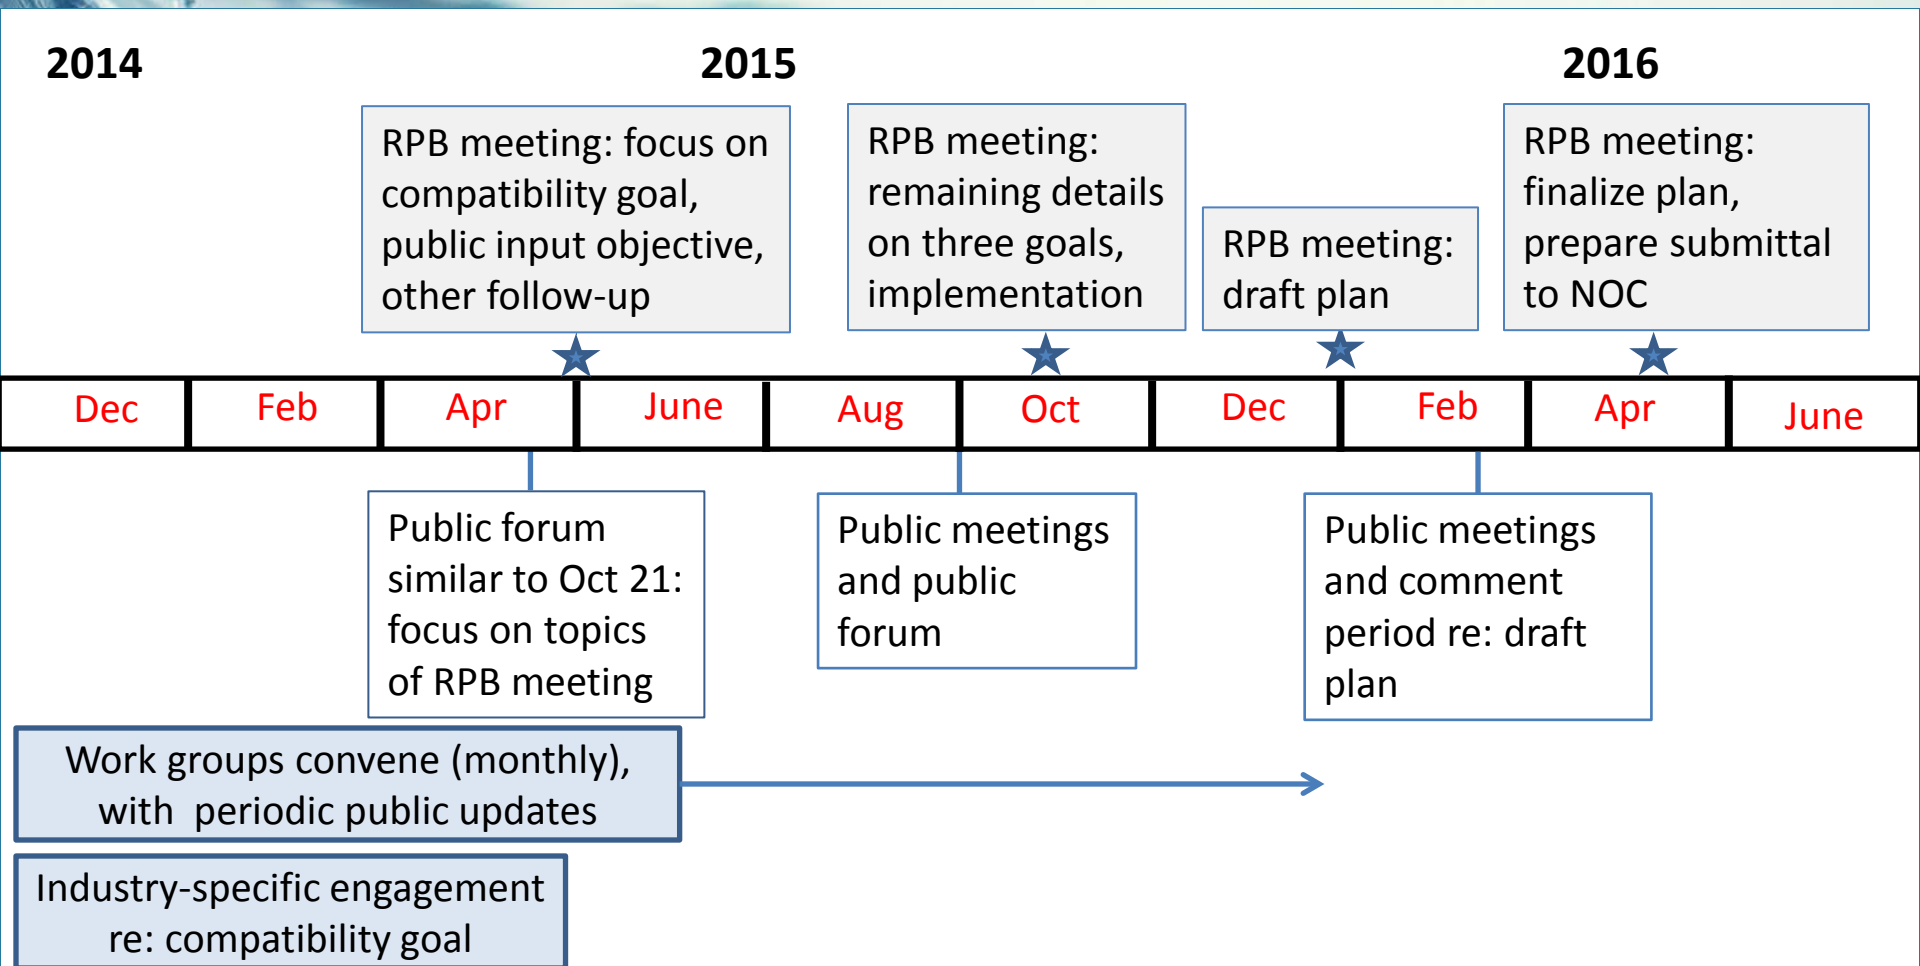 2014
2015
2016
RPB meeting: focus on
compatibility goal,
public input objective,
other follow-up
RPB meeting:
remaining details
on three goals,
implementation
RPB meeting:
draft plan
RPB meeting:
finalize plan,
prepare submittal
to NOC
Dec
Feb
Apr
June
Aug
Oct
Dec
Feb
Apr
June
Public forum
similar to Oct 21:
focus on topics
of RPB meeting
Public meetings
and public
forum
Public meetings
and comment
period re: draft
plan
Work groups convene (monthly),
with periodic public updates
Industry-specific engagement
re: compatibility goal